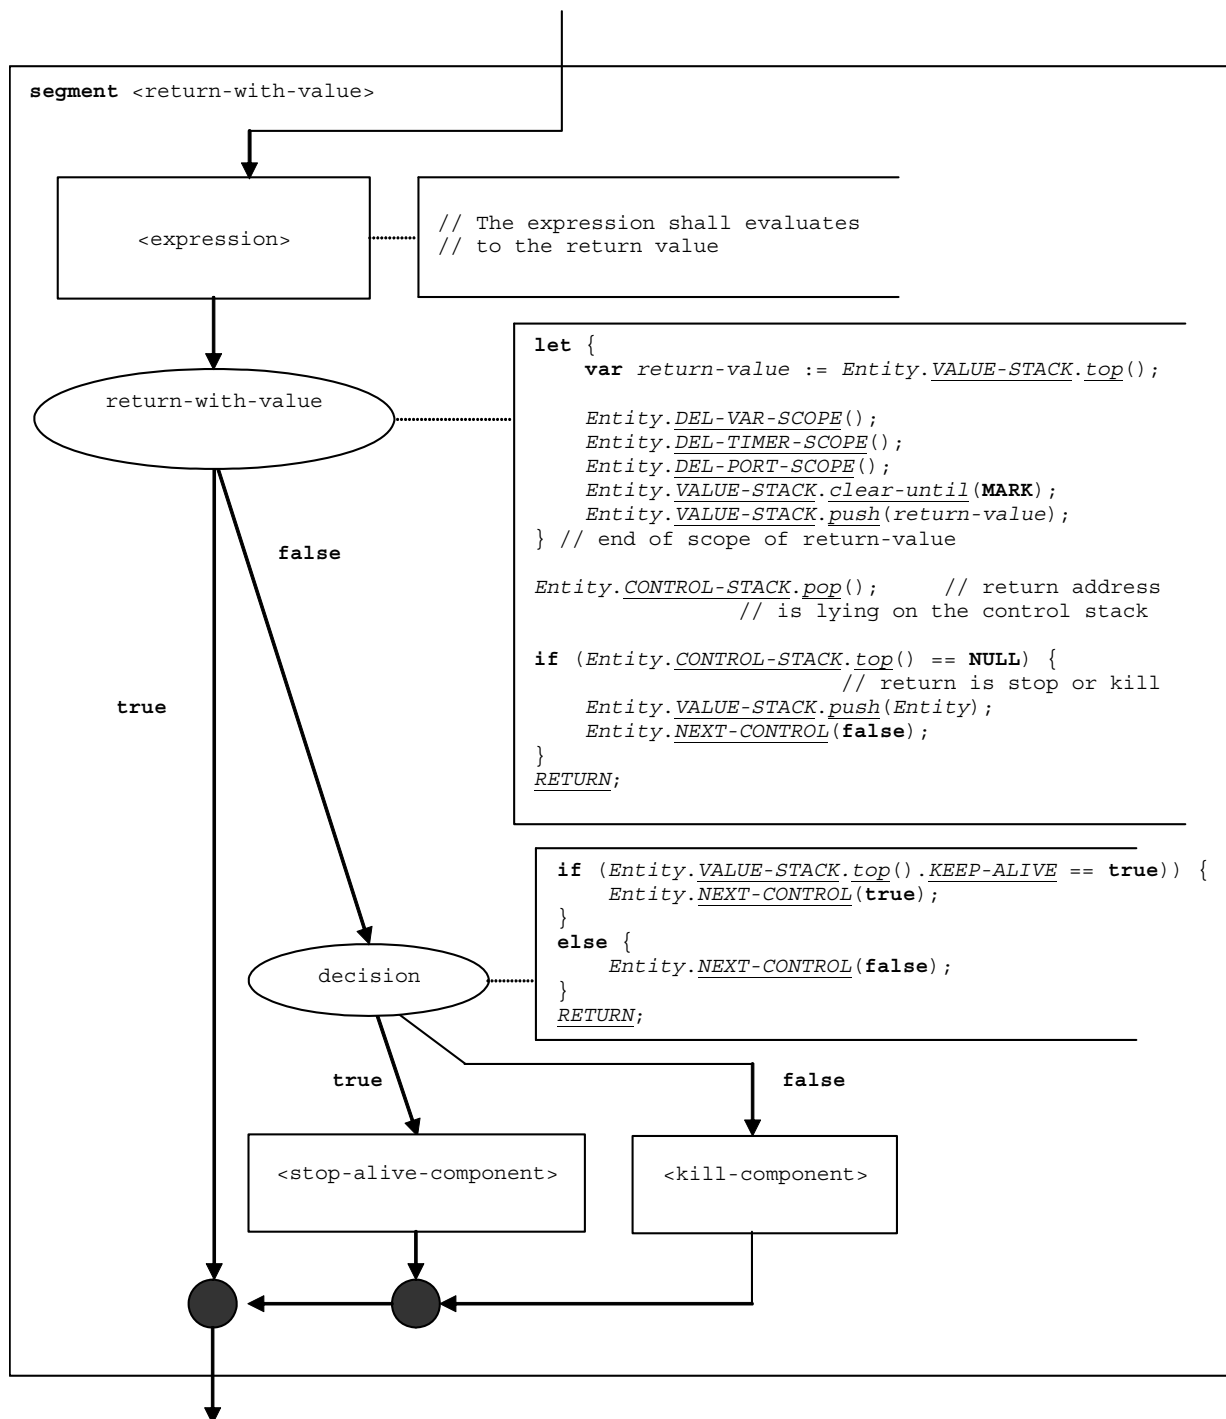 segment <return-with-value>
<expression>
// The expression shall evaluates
// to the return value
return-with-value
let {
var return-value := Entity.VALUE-STACK.top();
Entity.DEL-VAR-SCOPE();
Entity.DEL-TIMER-SCOPE();
Entity.DEL-PORT-SCOPE();
Entity.VALUE-STACK.clear-until(MARK);
Entity.VALUE-STACK.push(return-value);
} // end of scope of return-value
Entity.CONTROL-STACK.pop(); // return address
// is lying on the control stack
if (Entity.CONTROL-STACK.top() == NULL) {
// return is stop or kill
Entity.VALUE-STACK.push(Entity);
Entity.NEXT-CONTROL(false);
}
RETURN;
false
true
decision
if (Entity.VALUE-STACK.top().KEEP-ALIVE == true)) {
Entity.NEXT-CONTROL(true);
}
else {
Entity.NEXT-CONTROL(false);
}
RETURN;
true
false
<stop-alive-component>
<kill-component>